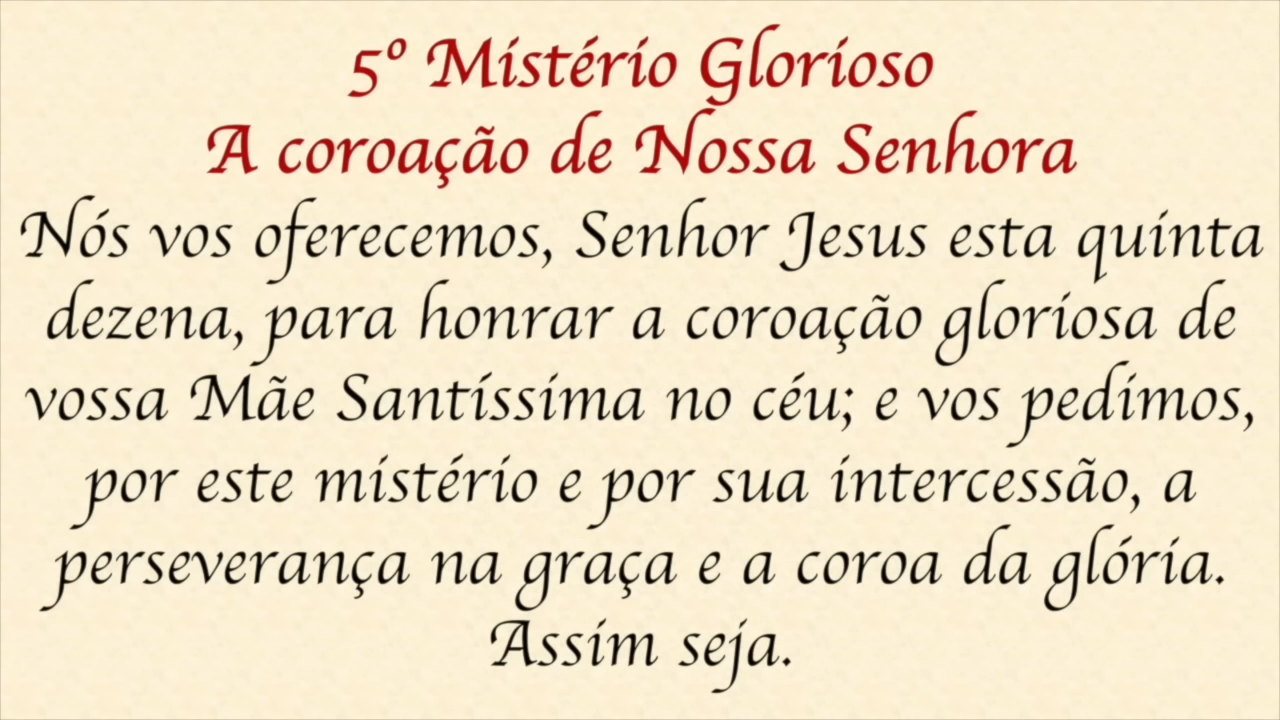 5º Mistério Glorioso
A coroação de Nossa Senhora
Nós vos oferecemos, Senhor Jesus esta quinta
dezena, para honrar a coroação gloriosa de
vossa Mãe Santíssima no céu; e vos pedimos,
por este mistério e por sua intercessão, a
perseverança na graça e a coroa da glória.
Assim seja.